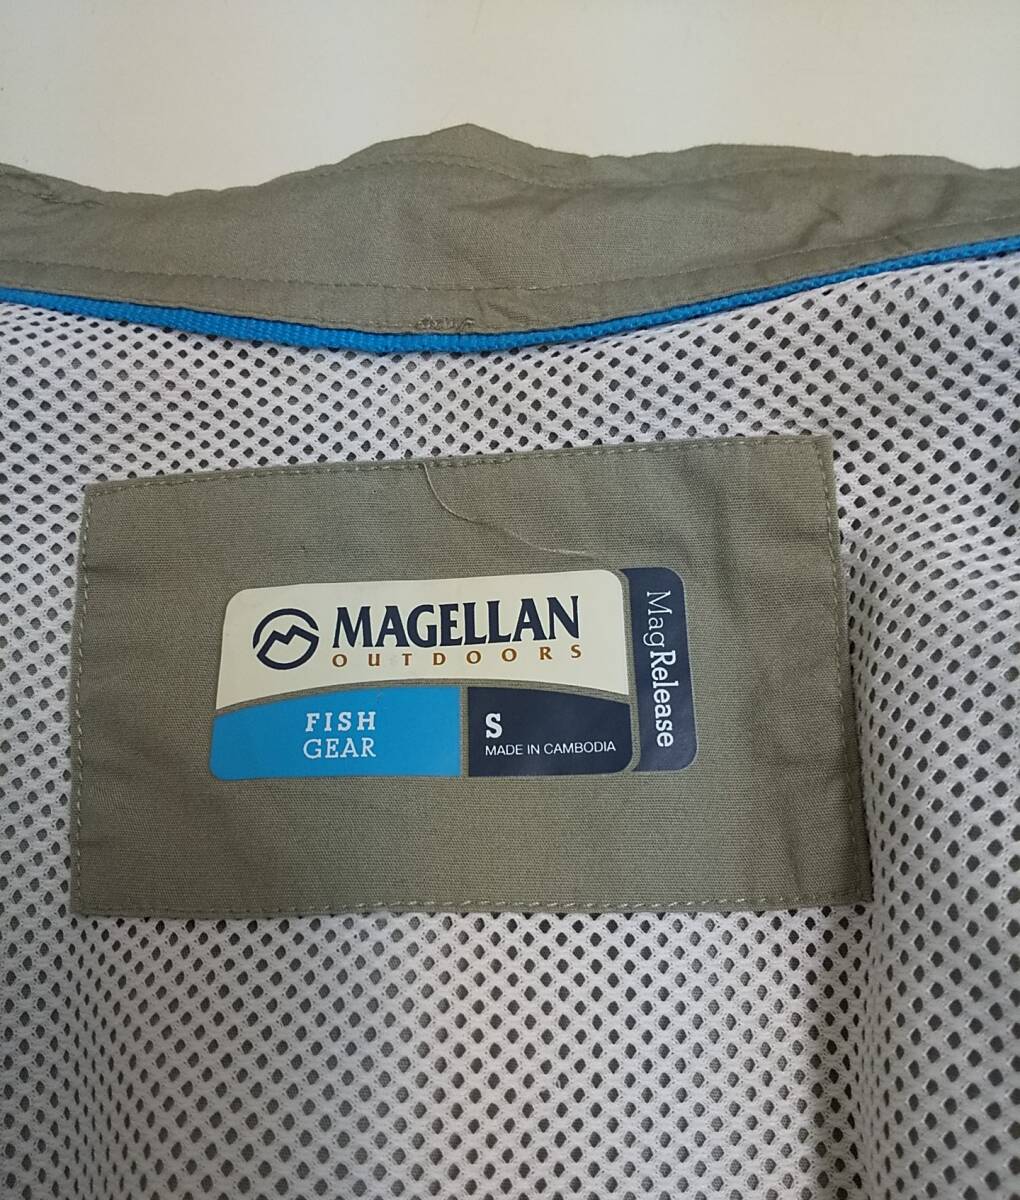 MAGELLAN
OUTDOORS
FISH
GEAR
S
MADE IN CAMBODIA
MagRelease